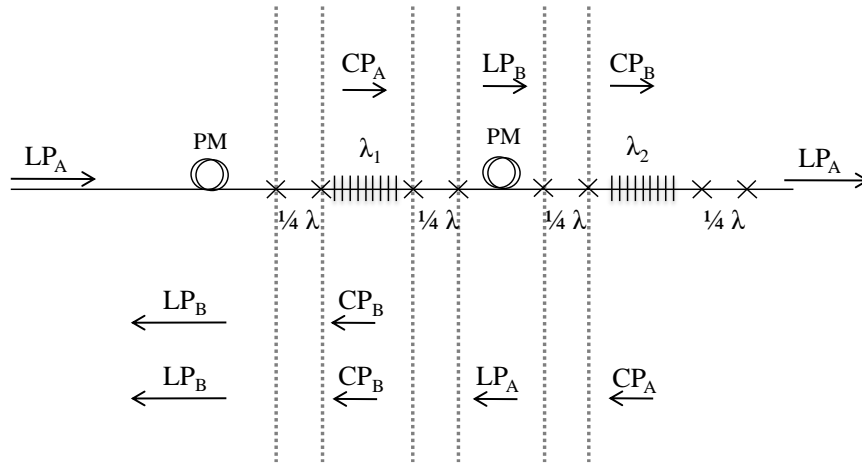 CP_A LP_B CP_B
LP_A PM λ_1 PM λ_2 LP_A
¼ λ ¼ λ ¼ λ ¼ λ
LP_B CP_B
LP_B CP_B LP_A CP_A